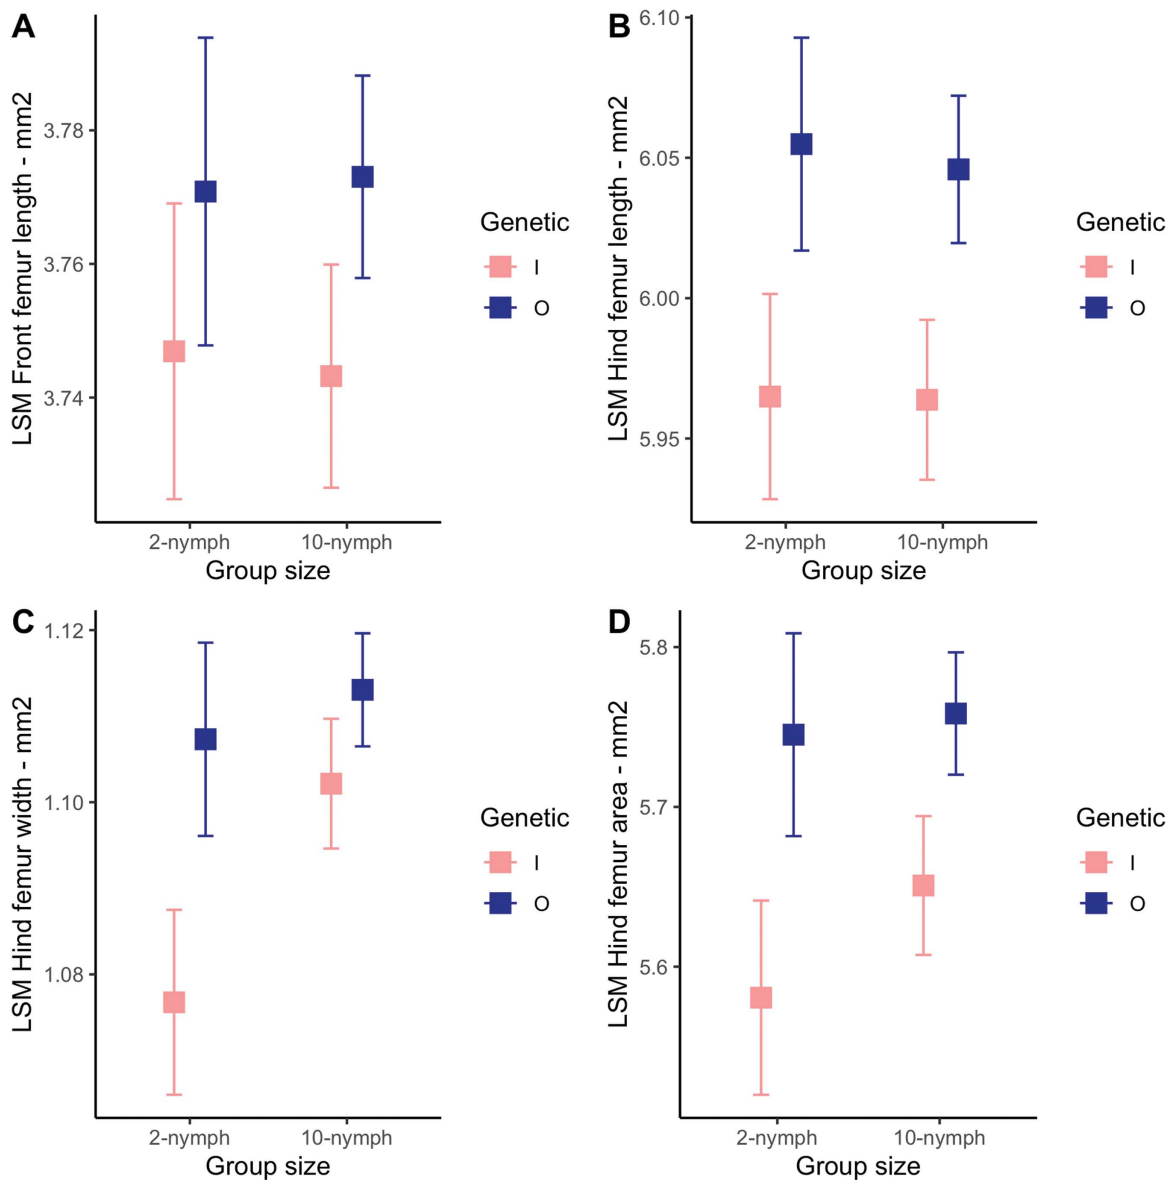 A
LSM Front femur length - mm2
3.78
3.76
3.74
2-nymph 10-nymph
Group size
Genetic
I
O
B
LSM Hind femur length - mm2
6.10
6.05
6.00
5.95
2-nymph 10-nymph
Group size
Genetic
I
O
C
LSM Hind femur width - mm2
1.12
1.10
1.08
2-nymph 10-nymph
Group size
Genetic
I
O
D
LSM Hind femur area - mm2
5.8
5.7
5.6
2-nymph 10-nymph
Group size
Genetic
I
O